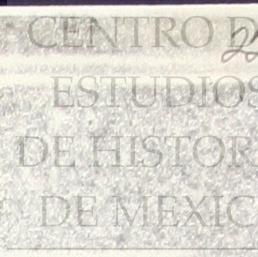 CENTRO D
ESTUDIOS
DE HISTOR
DE MEXIC